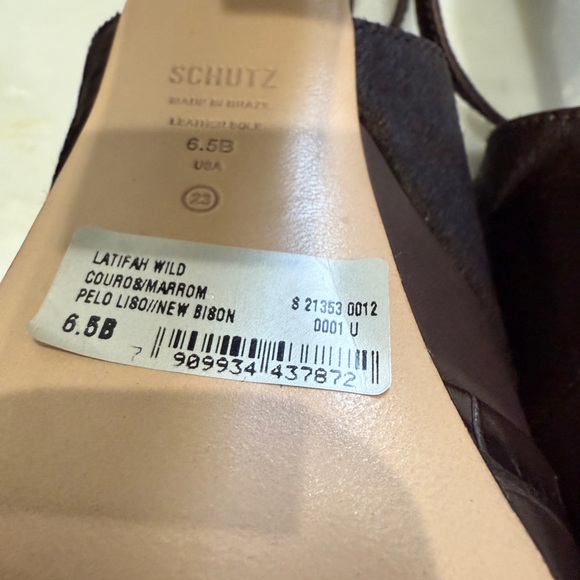 SCHUTZ
MADE IN BRAZIL
LEATHER SOLE
6.5B
USA
23
LATIFAH WILD
COURO&/MARROM
PELO LISO//NEW BISON
S 21353 0012
0001 U
6.5B
7 909934 437872